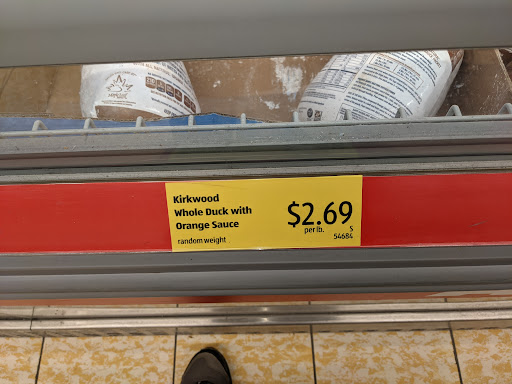 Kirkwood
Whole Duck with
Orange Sauce
random weight
$2.69
per lb.
S
54684